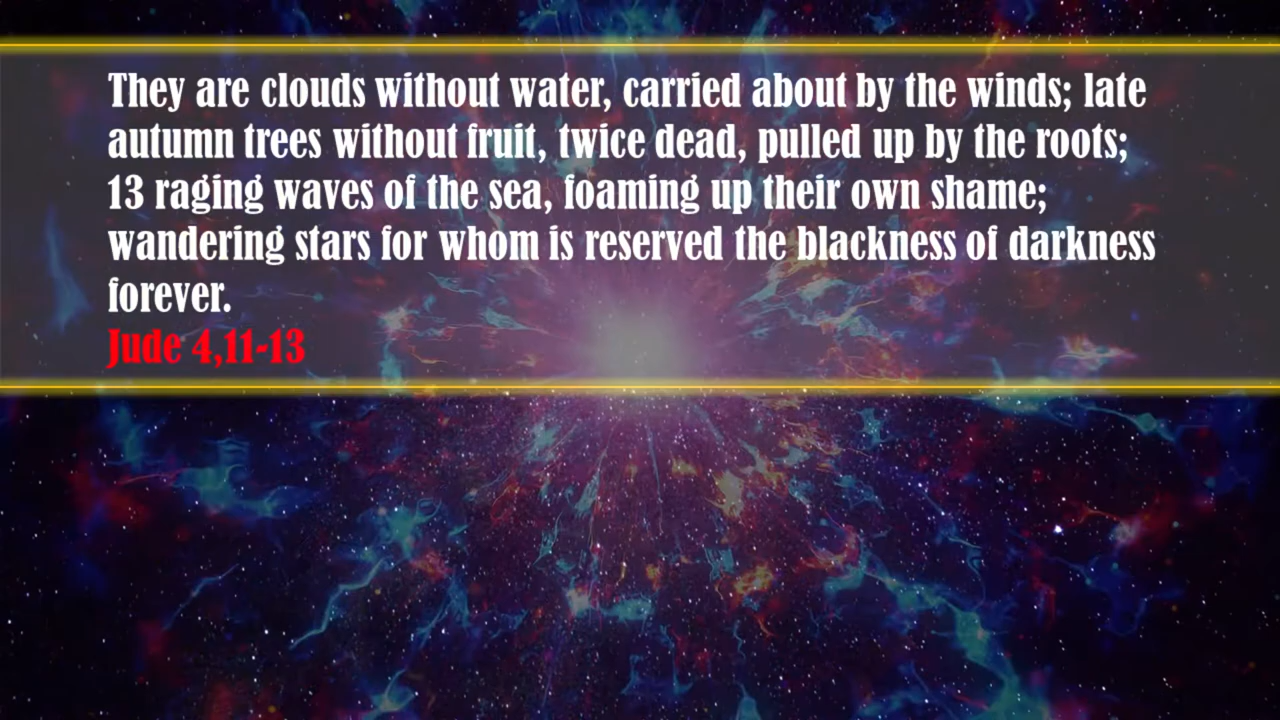 They are clouds without water, carried about by the winds; late
autumn trees without fruit, twice dead, pulled up by the roots;
13 raging waves of the sea, foaming up their own shame;
wandering stars for whom is reserved the blackness of darkness
forever.
Jude 4,11-13